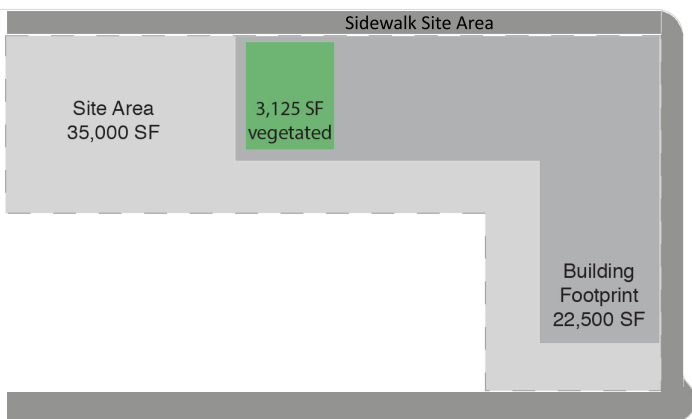 Sidewalk Site Area
Site Area
35,000 SF
3,125 SF
vegetated
Building
Footprint
22,500 SF